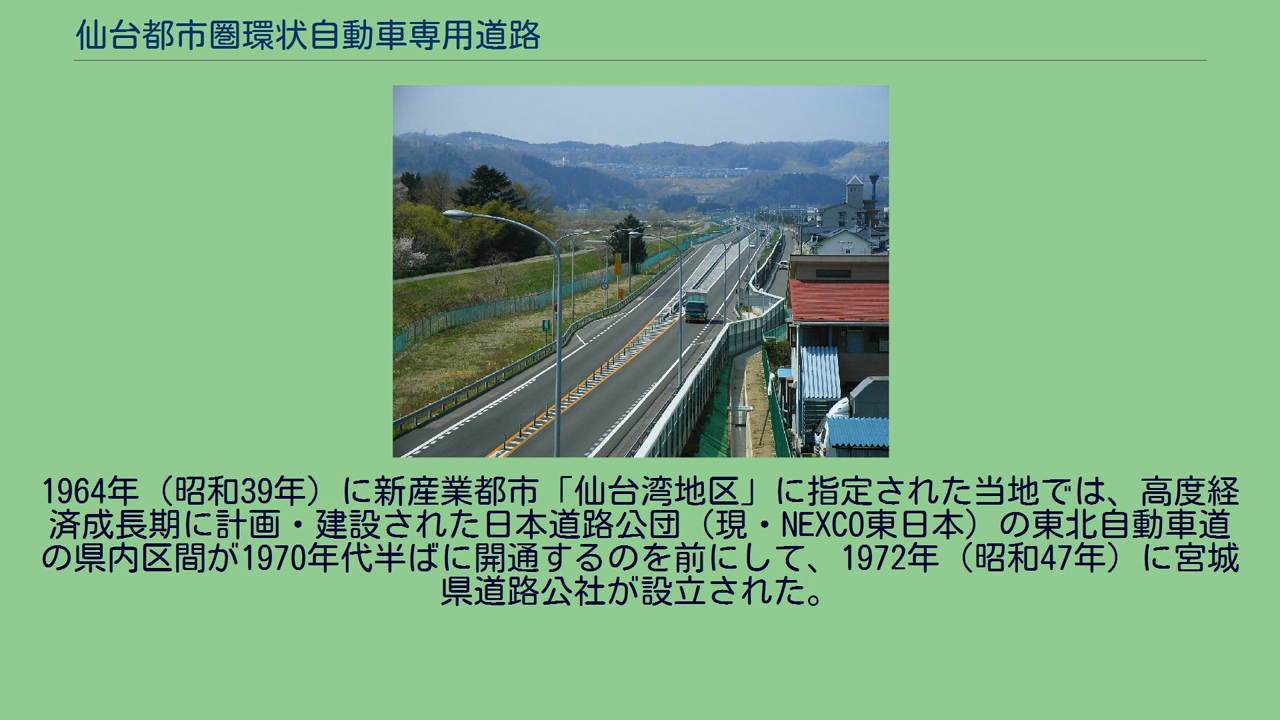 仙台都市圏環状自動車専用道路
1964年（昭和39年）に新産業都市「仙台湾地区」に指定された当地では、高度経
済成長期に計画・建設された日本道路公団（現・NEXCO東日本）の東北自動車道
の県内区間が1970年代半ばに開通するのを前にして、1972年（昭和47年）に宮城
県道路公社が設立された。